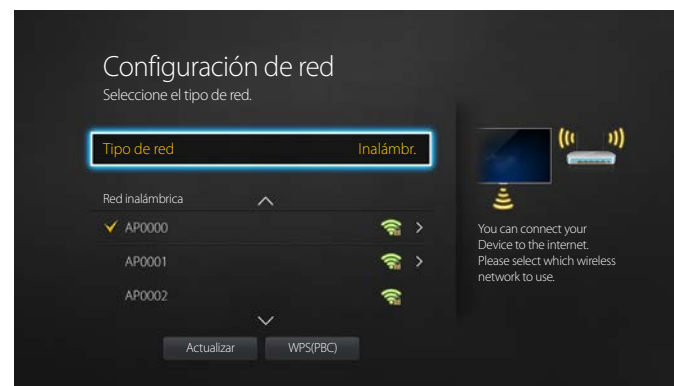 Configuración de red
Seleccione el tipo de red.
Tipo de red Inalámbr.
Red inalámbrica
AP0000
AP0001
AP0002
Actualizar WPS(PBC)
You can connect your
Device to the internet.
Please select which wireless
network to use.